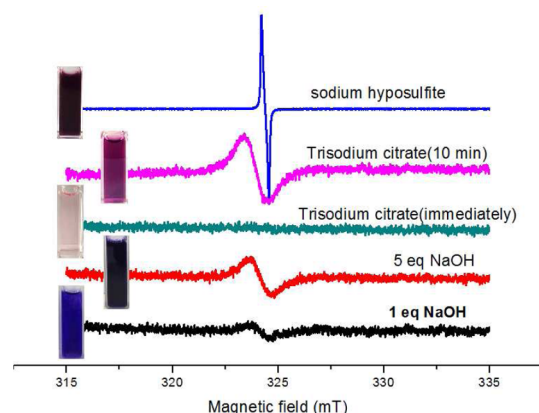 sodium hyposulfite
Trisodium citrate(10 min)
Trisodium citrate(immediately)
5 eq NaOH
1 eq NaOH
315 320 325 330 335
Magnetic field (mT)